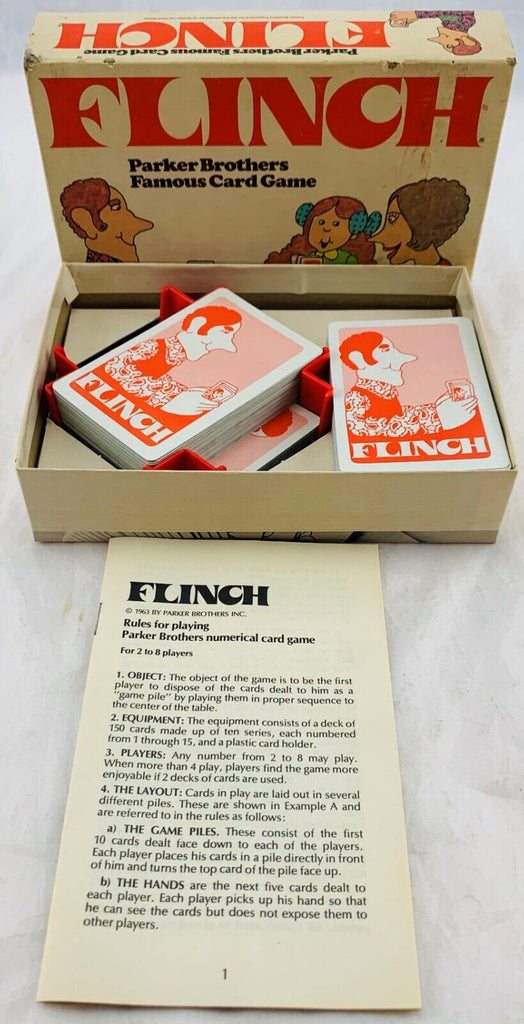 Parker Brothers Famous Card Game
FLINCH
FLINCH
Parker Brothers
Famous Card Game
FLINCH
FLINCH
FLINCH
© 1963 BY PARKER BROTHERS INC.
Rules for playing
Parker Brothers numerical card game
For 2 to 8 players
1. OBJECT: The object of the game is to be the first
player to dispose of the cards dealt to him as a
"game pile" by playing them in proper sequence to
the center of the table.
2. EQUIPMENT: The equipment consists of a deck of
150 cards made up of ten series, each numbered
from 1 through 15, and a plastic card holder.
3. PLAYERS: Any number from 2 to 8 may play.
When more than 4 play, players find the game more
enjoyable if 2 decks of cards are used.
4. THE LAYOUT: Cards in play are laid out in several
different piles. These are shown in Example A and
are referred to in the rules as follows:
a) THE GAME PILES. These consist of the first
10 cards dealt face down to each of the players.
Each player places his cards in a pile directly in front
of him and turns the top card of the pile face up.
b) THE HANDS are the next five cards dealt to
each player. Each player picks up his hand so that
he can see the cards but does not expose them to
other players.
1